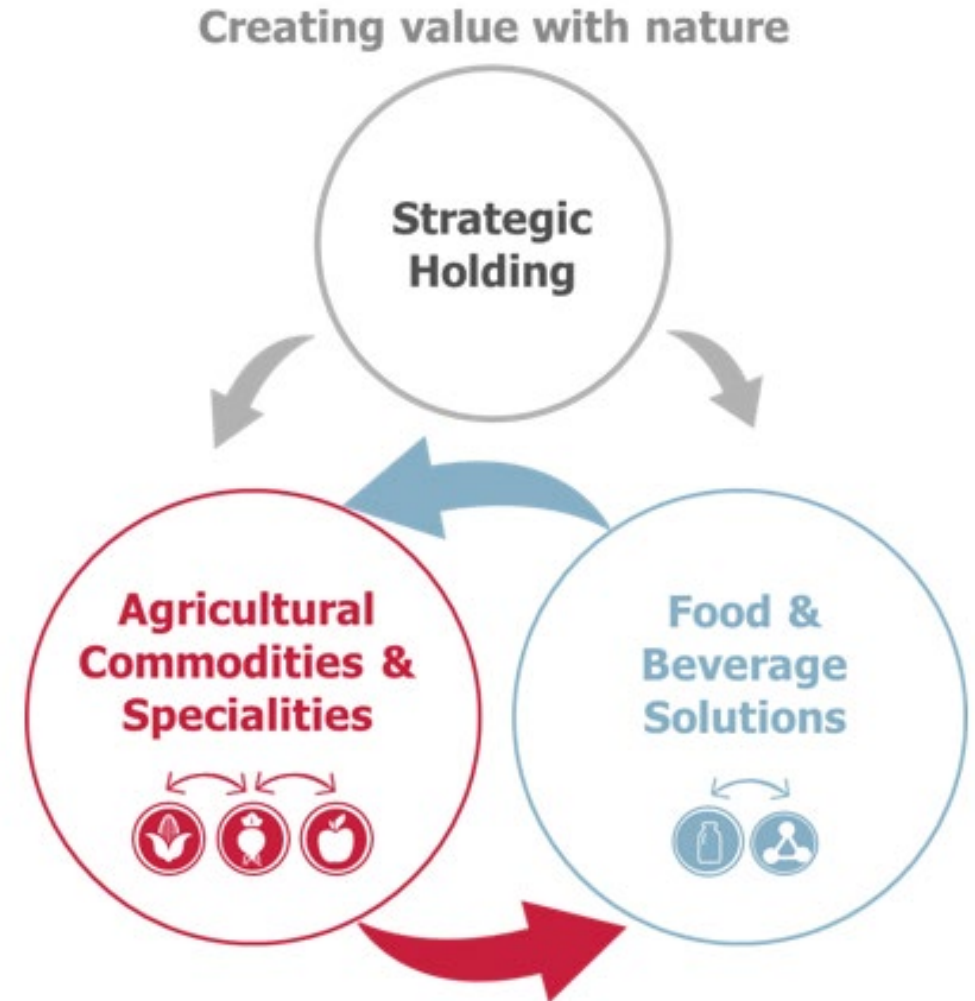 Creating value with nature
Strategic
Holding
Agricultural
Commodities &
Specialities
Food &
Beverage
Solutions